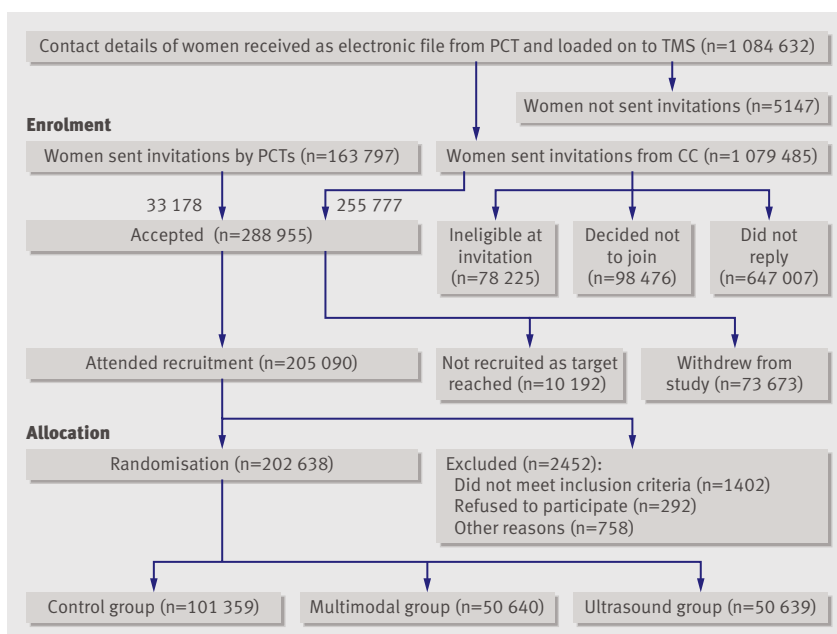 Contact details of women received as electronic file from PCT and loaded on to TMS (n=1 084 632)
Women not sent invitations (n=5147)
Enrolment
Women sent invitations by PCTs (n=163 797)
Women sent invitations from CC (n=1 079 485)
33 178
255 777
Accepted (n=288 955)
Ineligible at
invitation
(n=78 225)
Decided not
to join
(n=98 476)
Did not
reply
(n=647 007)
Attended recruitment (n=205 090)
Not recruited as target
reached (n=10 192)
Withdrew from
study (n=73 673)
Allocation
Randomisation (n=202 638)
Excluded (n=2452):
Did not meet inclusion criteria (n=1402)
Refused to participate (n=292)
Other reasons (n=758)
Control group (n=101 359)
Multimodal group (n=50 640)
Ultrasound group (n=50 639)